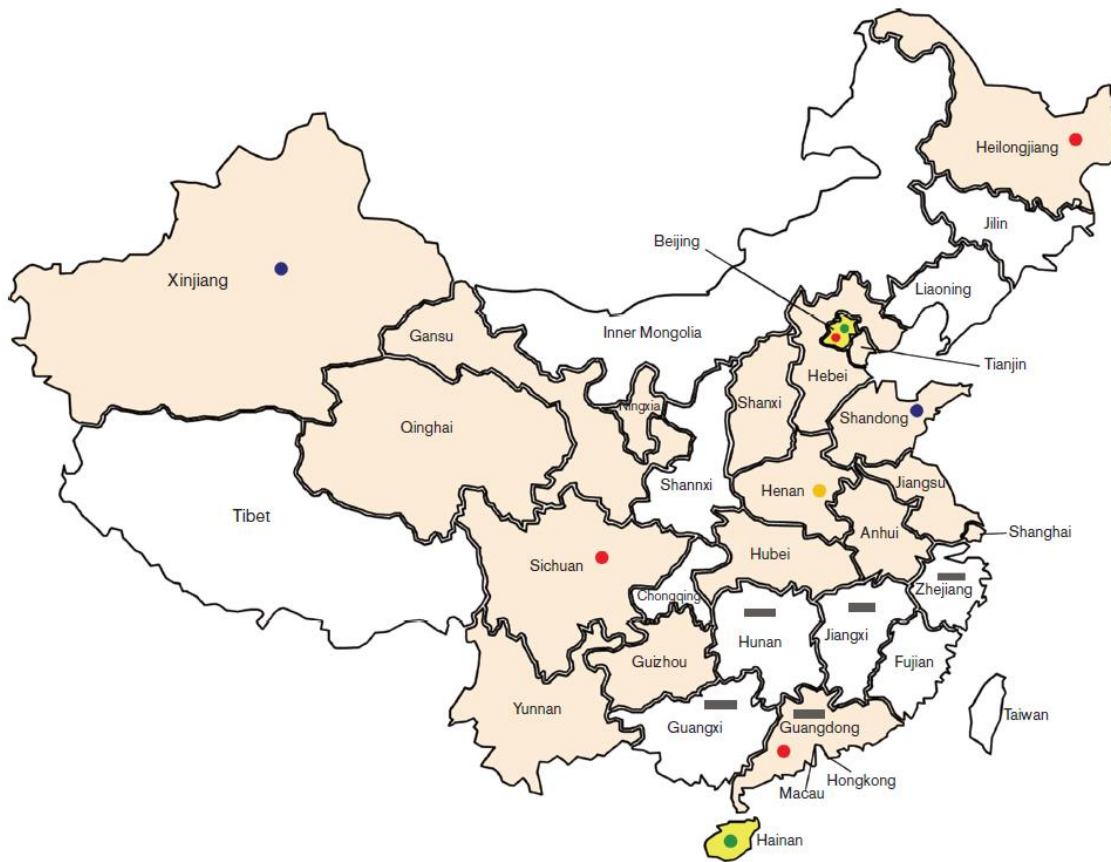 Heilongjiang
Jilin
Beijing
Liaoning
Xinjiang
Inner Mongolia
Gansu
Tianjin
Hebei
Ningxia
Shanxi
Shandong
Qinghai
Shannxi
Henan
Jiangsu
Tibet
Anhui
Shanghai
Hubei
Sichuan
Zhejiang
Chongqing
Hunan
Jiangxi
Guizhou
Fujian
Yunnan
Guangxi
Guangdong
Taiwan
Hongkong
Macau
Hainan